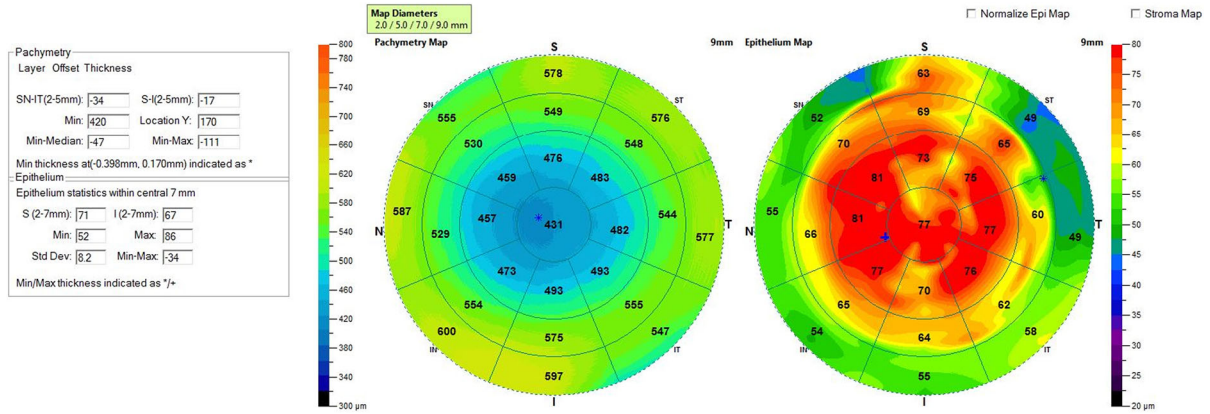 Map Diameters
2.0 / 5.0 / 7.0 / 9.0 mm
Normalize Epi Map
Stroma Map
Pachymetry Map
S
9mm
Epithelium Map
S
9mm
Pachymetry
Layer Offset Thickness
SN-IT(2-5mm): -34 S-I(2-5mm): -17
Min: 420 Location Y: 170
Min-Median: -47 Min-Max: -111
Min thickness at(-0.398mm, 0.170mm) indicated as *
Epithelium
Epithelium statistics within central 7 mm
S (2-7mm): 71 I (2-7mm): 67
Min: 52 Max: 86
Std Dev: 8.2 Min-Max: -34
Min/Max thickness indicated as */+
800
780
740
700
660
620
580
540
500
460
420
380
340
300 µm
SN
ST
578
555
549
576
530
548
476
459
483
587
457
431
482
544
577
N
T
529
473
493
493
554
555
600
575
547
597
IN
IT
I
SN
ST
63
52
69
49
70
65
73
81
75
55
81
77
77
60
49
N
T
66
77
76
70
65
62
54
64
58
55
IN
IT
I
80
75
70
65
60
55
50
45
40
35
30
25
20 µm